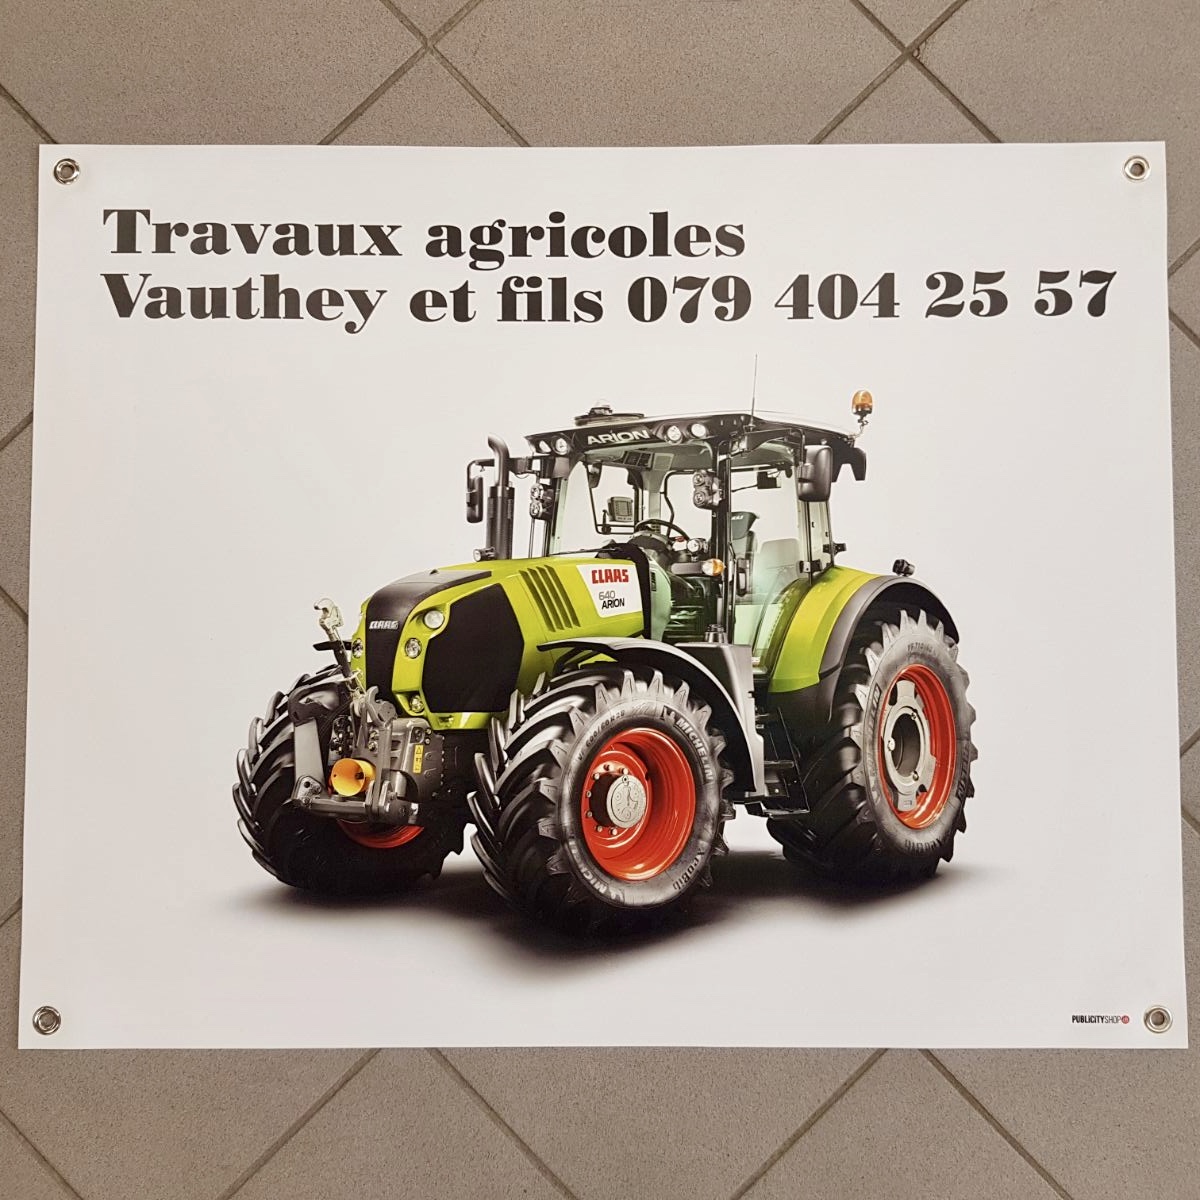 Travaux agricoles
Vauthey et fils 079 404 25 57
ARION
CLAAS
640
ARION
CLAAS
MICHELIN
PUBLICITYSHOP